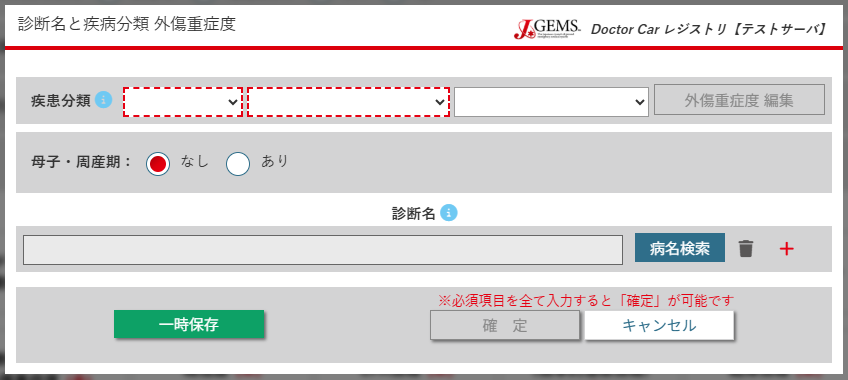 診断名と疾病分類 外傷重症度
J-GEMS
Doctor Car レジストリ【テストサーバ】
疾患分類 i 外傷重症度 編集
母子・周産期： なし あり
診断名 i
病名検索 +
※必須項目を全て入力すると「確定」が可能です
一時保存 確 定 キャンセル